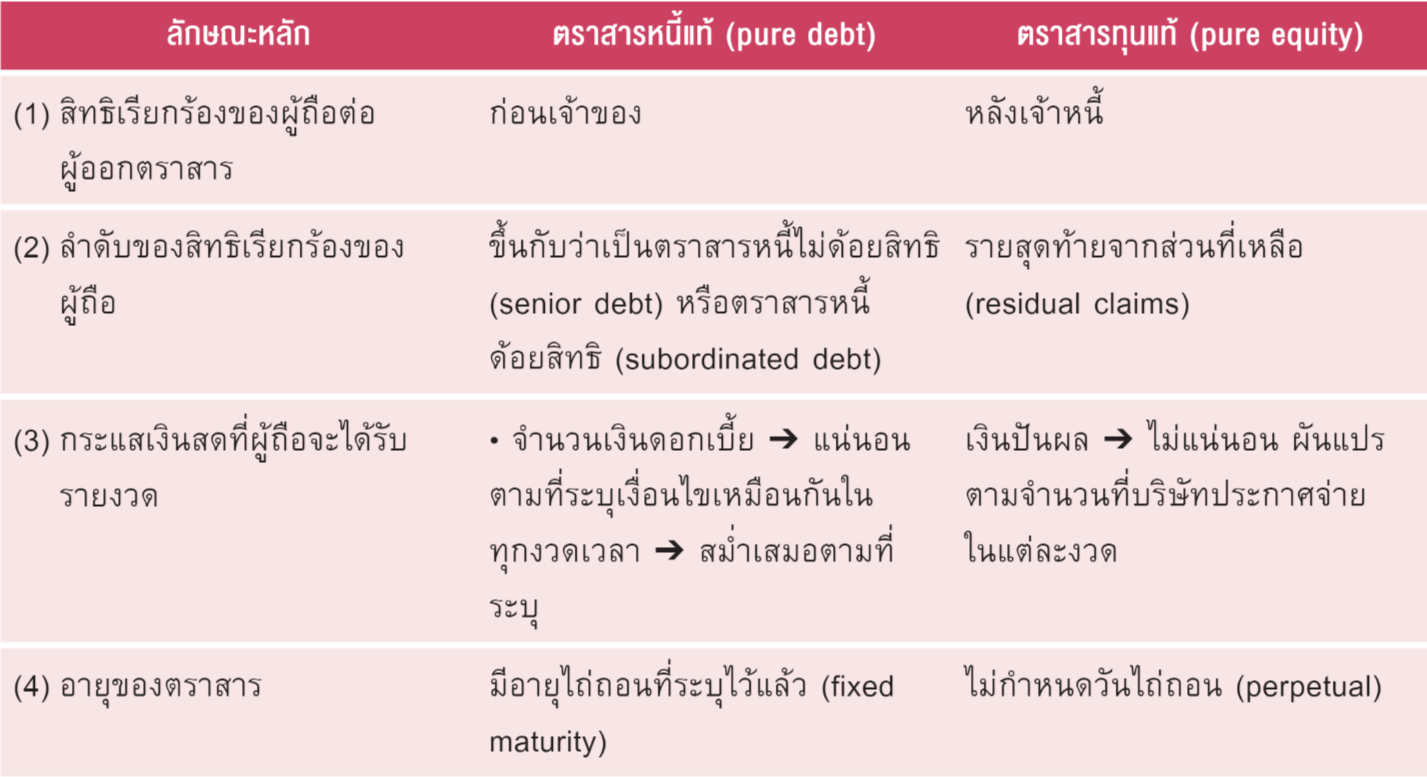 ลักษณะหลัก ตราสารหนี้แท้ (pure debt) ตราสารทุนแท้ (pure equity)
(1) สิทธิเรียกร้องของผู้ถือต่อ ก่อนเจ้าของ หลังเจ้าหนี้
ผู้ออกตราสาร
(2) ลำดับของสิทธิเรียกร้องของ ขึ้นกับว่าเป็นตราสารหนี้ไม่ด้อยสิทธิ รายสุดท้ายจากส่วนที่เหลือ
ผู้ถือ (senior debt) หรือตราสารหนี้ (residual claims)
ด้อยสิทธิ (subordinated debt)
(3) กระแสเงินสดที่ผู้ถือจะได้รับ • จำนวนเงินดอกเบี้ย ➔ แน่นอน เงินปันผล ➔ ไม่แน่นอน ผันแปร
รายงวด ตามที่ระบุเงื่อนไขเหมือนกันใน ตามจำนวนที่บริษัทประกาศจ่าย
ทุกงวดเวลา ➔ สม่ำเสมอตามที่ ในแต่ละงวด
ระบุ
(4) อายุของตราสาร มีอายุไถ่ถอนที่ระบุไว้แล้ว (fixed ไม่กำหนดวันไถ่ถอน (perpetual)
maturity)